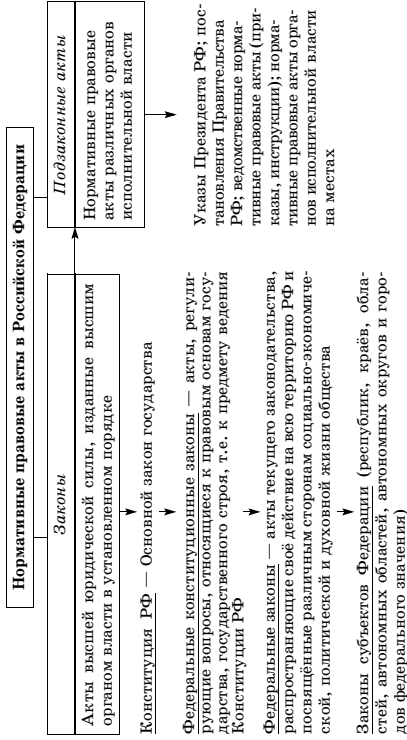 Нормативные правовые акты в Российской Федерации
Законы
Акты высшей юридической силы, изданные высшим
органом власти в установленном порядке
Конституция РФ — Основной закон государства
Федеральные конституционные законы — акты, регули-
рующие вопросы, относящиеся к правовым основам госу-
дарства, государственного строя, т.е. к предмету ведения
Конституции РФ
Федеральные законы — акты текущего законодательства,
распространяющие своё действие на всю территорию РФ и
посвящённые различным сторонам социально-экономиче-
ской, политической и духовной жизни общества
Законы субъектов Федерации (республик, краёв, обла-
стей, автономных областей, автономных округов и горо-
дов федерального значения)
Подзаконные акты
Нормативные правовые
акты различных органов
исполнительной власти
Указы Президента РФ; пос-
тановления Правительства
РФ; ведомственные норма-
тивные правовые акты (при-
казы, инструкции); норма-
тивные правовые акты орга-
нов исполнительной власти
на местах